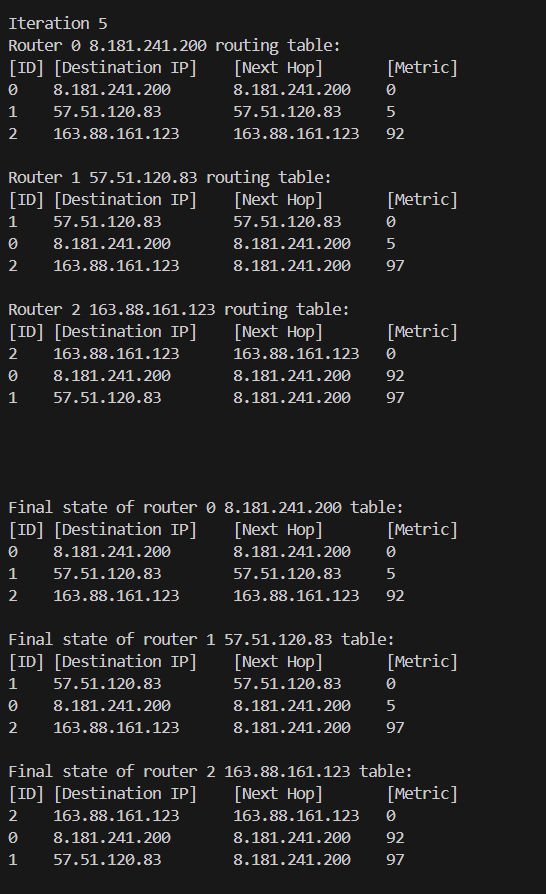 Iteration 5
Router 0 8.181.241.200 routing table:
[ID] [Destination IP]    [Next Hop]       [Metric]
0    8.181.241.200       8.181.241.200    0
1    57.51.120.83        57.51.120.83     5
2    163.88.161.123      163.88.161.123   92
Router 1 57.51.120.83 routing table:
[ID] [Destination IP]    [Next Hop]       [Metric]
1    57.51.120.83        57.51.120.83     0
0    8.181.241.200       8.181.241.200    5
2    163.88.161.123      8.181.241.200    97
Router 2 163.88.161.123 routing table:
[ID] [Destination IP]    [Next Hop]       [Metric]
2    163.88.161.123      163.88.161.123   0
0    8.181.241.200       8.181.241.200    92
1    57.51.120.83        8.181.241.200    97
Final state of router 0 8.181.241.200 table:
[ID] [Destination IP]    [Next Hop]       [Metric]
0    8.181.241.200       8.181.241.200    0
1    57.51.120.83        57.51.120.83     5
2    163.88.161.123      163.88.161.123   92
Final state of router 1 57.51.120.83 table:
[ID] [Destination IP]    [Next Hop]       [Metric]
1    57.51.120.83        57.51.120.83     0
0    8.181.241.200       8.181.241.200    5
2    163.88.161.123      8.181.241.200    97
Final state of router 2 163.88.161.123 table:
[ID] [Destination IP]    [Next Hop]       [Metric]
2    163.88.161.123      163.88.161.123   0
0    8.181.241.200       8.181.241.200    92
1    57.51.120.83        8.181.241.200    97